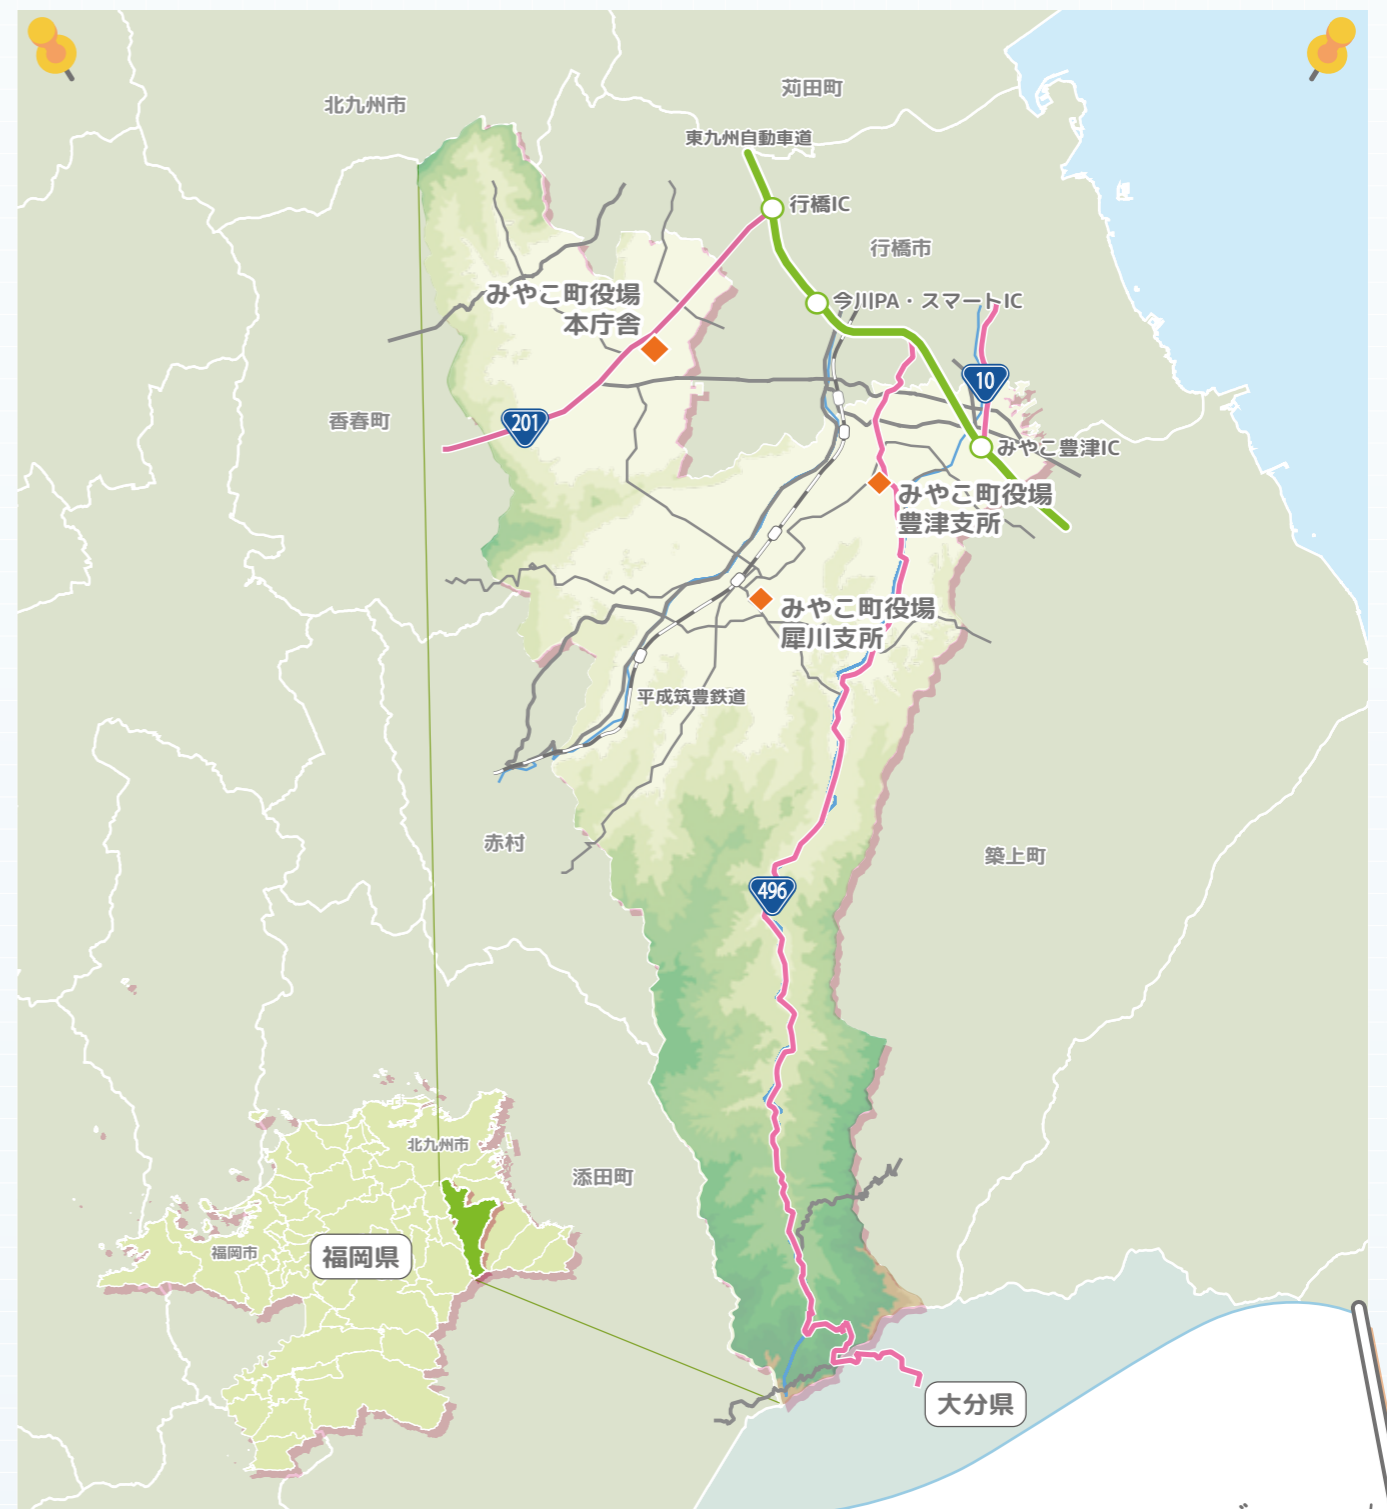 北九州市
苅田町
東九州自動車道
行橋IC
行橋市
みやこ町役場
本庁舎
今川PA・スマートIC
10
香春町
201
みやこ豊津IC
みやこ町役場
豊津支所
みやこ町役場
犀川支所
平成筑豊鉄道
赤村
築上町
496
北九州市
添田町
福岡市
福岡県
大分県